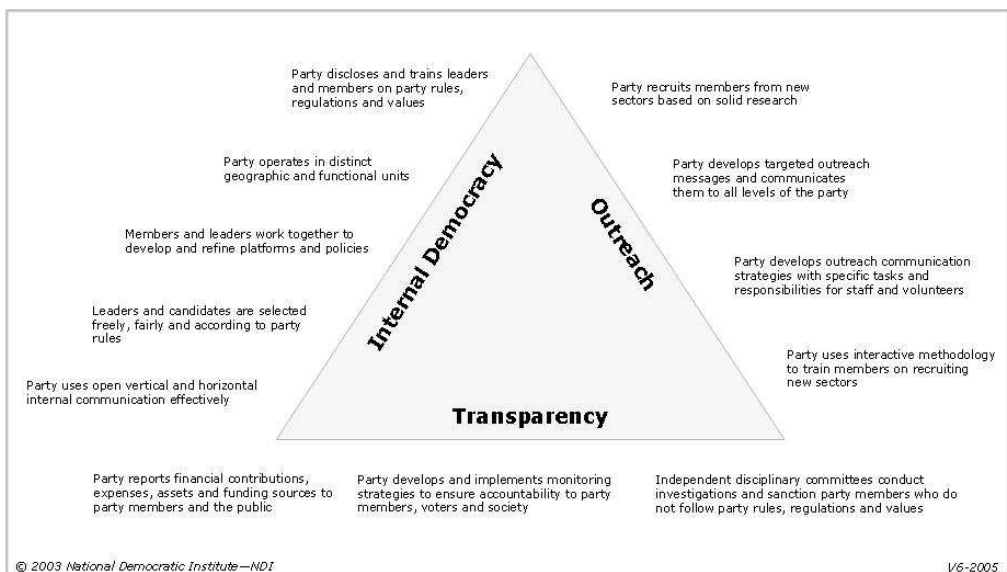 Party discloses and trains leaders
and members on party rules,
regulations and values
Party operates in distinct
geographic and functional units
Members and leaders work together to
develop and refine platforms and policies
Leaders and candidates are selected
freely, fairly and according to party
rules
Party uses open vertical and horizontal
internal communication effectively
Internal Democracy
Party recruits members from new
sectors based on solid research
Party develops targeted outreach
messages and communicates
them to all levels of the party
Party develops outreach communication
strategies with specific tasks and
responsibilities for staff and volunteers
Party uses interactive methodology
to train members on recruiting
new sectors
Outreach
Transparency
Party reports financial contributions,
expenses, assets and funding sources to
party members and the public
Party develops and implements monitoring
strategies to ensure accountability to party
members, voters and society
Independent disciplinary committees conduct
investigations and sanction party members who do
not follow party rules, regulations and values
© 2003 National Democratic Institute—NDI
V6-2005